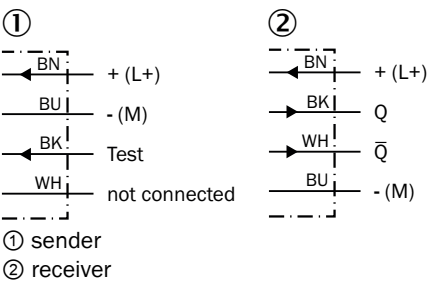 ① ②
BN + (L+)
BU - (M)
BK Test
WH not connected
BN + (L+)
BK Q
WH Q̅
BU - (M)
① sender
② receiver